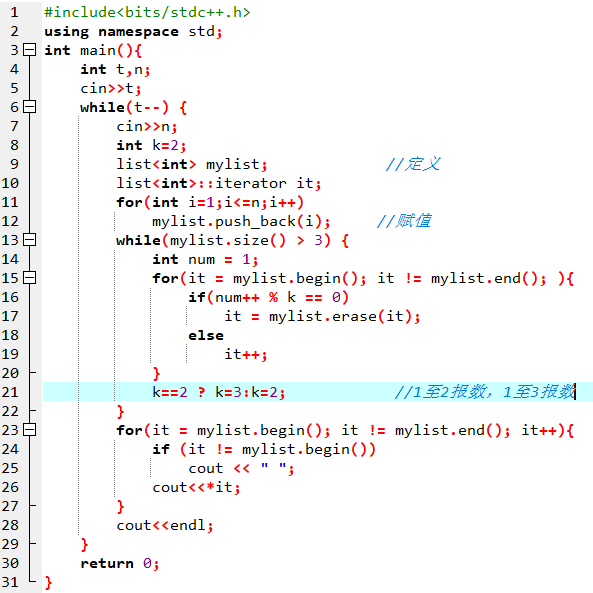 1 #include<bits/stdc++.h>
2 using namespace std;
3 int main(){
4     int t,n;
5     cin>>t;
6     while(t--) {
7         cin>>n;
8         int k=2;
9         list<int> mylist;             //定义
10         list<int>::iterator it;
11         for(int i=1;i<=n;i++)
12             mylist.push_back(i);     //赋值
13         while(mylist.size() > 3) {
14             int num = 1;
15             for(it = mylist.begin(); it != mylist.end(); ){
16                 if(num++ % k == 0)
17                     it = mylist.erase(it);
18                 else
19                     it++;
20             }
21             k==2 ? k=3:k=2;            //1至2报数，1至3报数
22         }
23         for(it = mylist.begin(); it != mylist.end(); it++){
24             if (it != mylist.begin())
25                 cout << " ";
26             cout<<*it;
27         }
28         cout<<endl;
29     }
30     return 0;
31 }